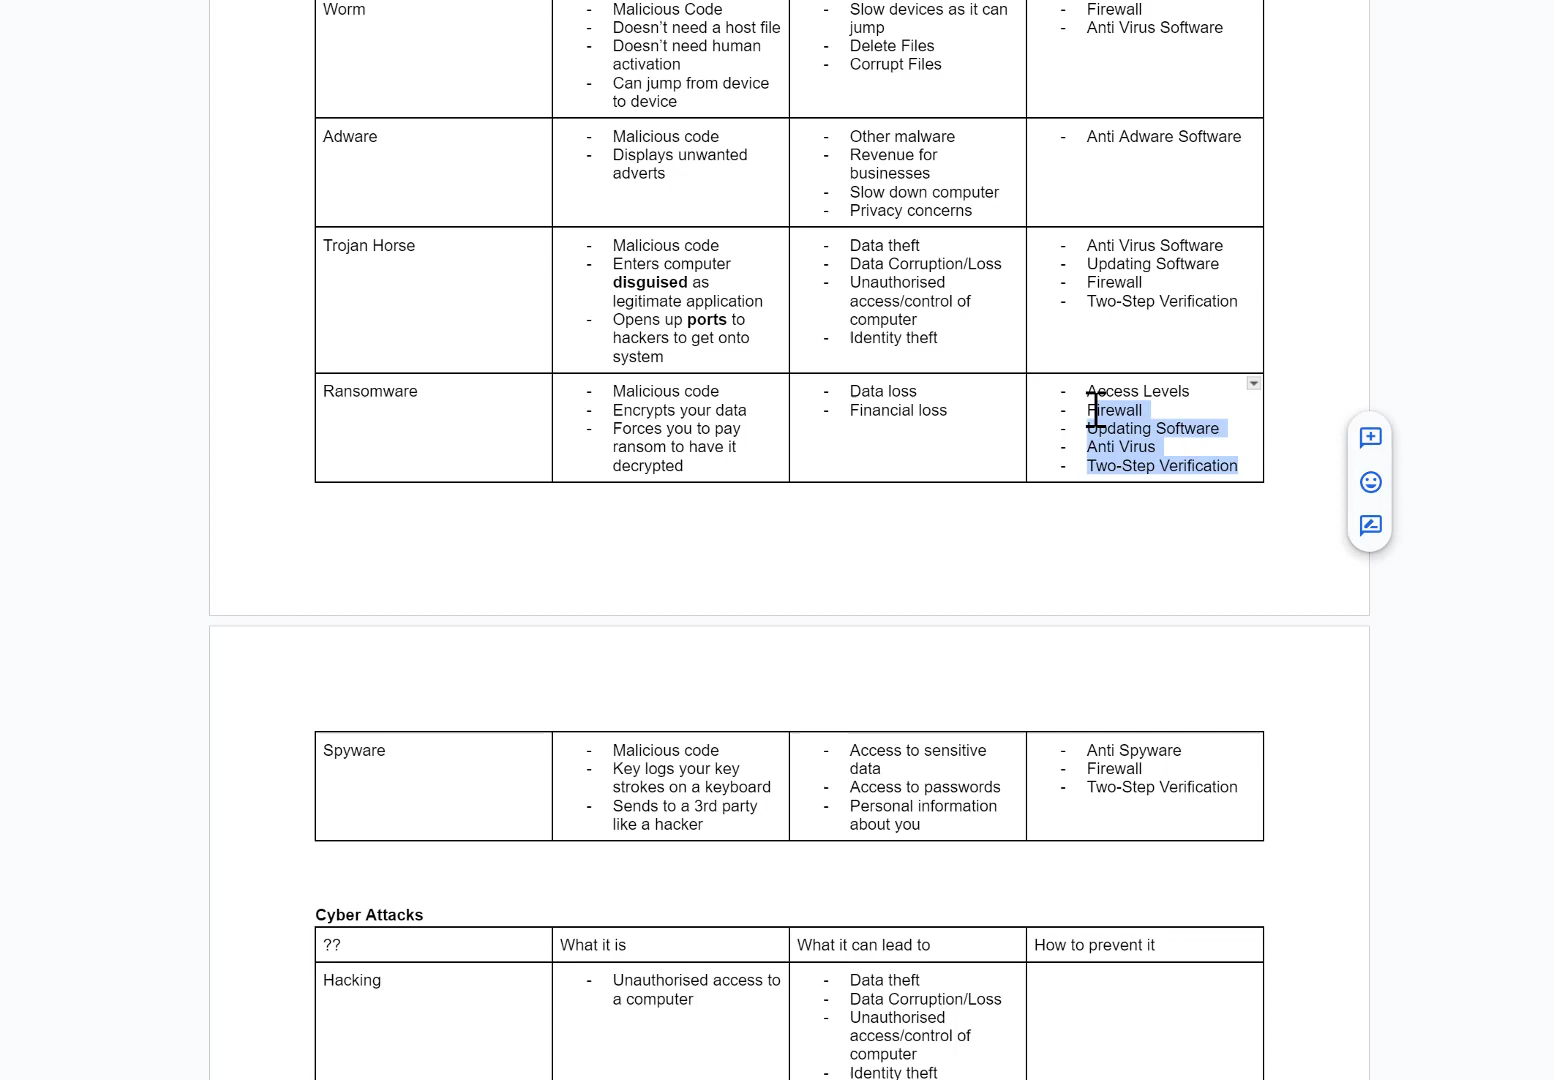 Worm
- Malicious Code
- Doesn't need a host file
- Doesn't need human
activation
- Can jump from device
to device
- Slow devices as it can
jump
- Delete Files
- Corrupt Files
- Firewall
- Anti Virus Software
Adware
- Malicious code
- Displays unwanted
adverts
- Other malware
- Revenue for
businesses
- Slow down computer
- Privacy concerns
- Anti Adware Software
Trojan Horse
- Malicious code
- Enters computer
disguised as
legitimate application
- Opens up ports to
hackers to get onto
system
- Data theft
- Data Corruption/Loss
- Unauthorised
access/control of
computer
- Identity theft
- Anti Virus Software
- Updating Software
- Firewall
- Two-Step Verification
Ransomware
- Malicious code
- Encrypts your data
- Forces you to pay
ransom to have it
decrypted
- Data loss
- Financial loss
- Access Levels
- Firewall
- Updating Software
- Anti Virus
- Two-Step Verification
Spyware
- Malicious code
- Key logs your key
strokes on a keyboard
- Sends to a 3rd party
like a hacker
- Access to sensitive
data
- Access to passwords
- Personal information
about you
- Anti Spyware
- Firewall
- Two-Step Verification
Cyber Attacks
??
What it is
What it can lead to
How to prevent it
Hacking
- Unauthorised access to
a computer
- Data theft
- Data Corruption/Loss
- Unauthorised
access/control of
computer
- Identity theft